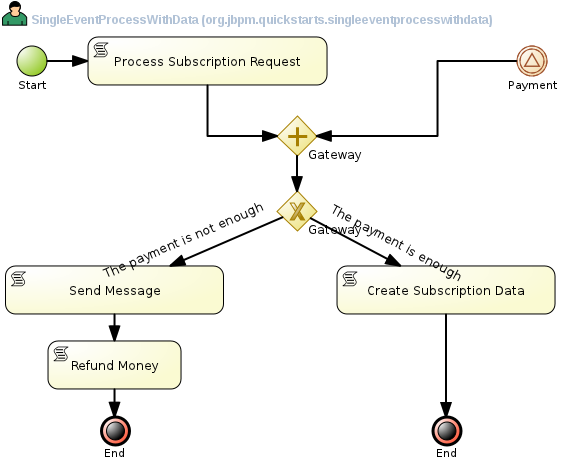 SingleEventProcessWithData (org.jbpm.quickstarts.singleeventprocesswithdata)
Process Subscription Request
Start
Payment
Gateway
The payment is not enough
The payment is enough
Gateway
Send Message
Create Subscription Data
Refund Money
End
End